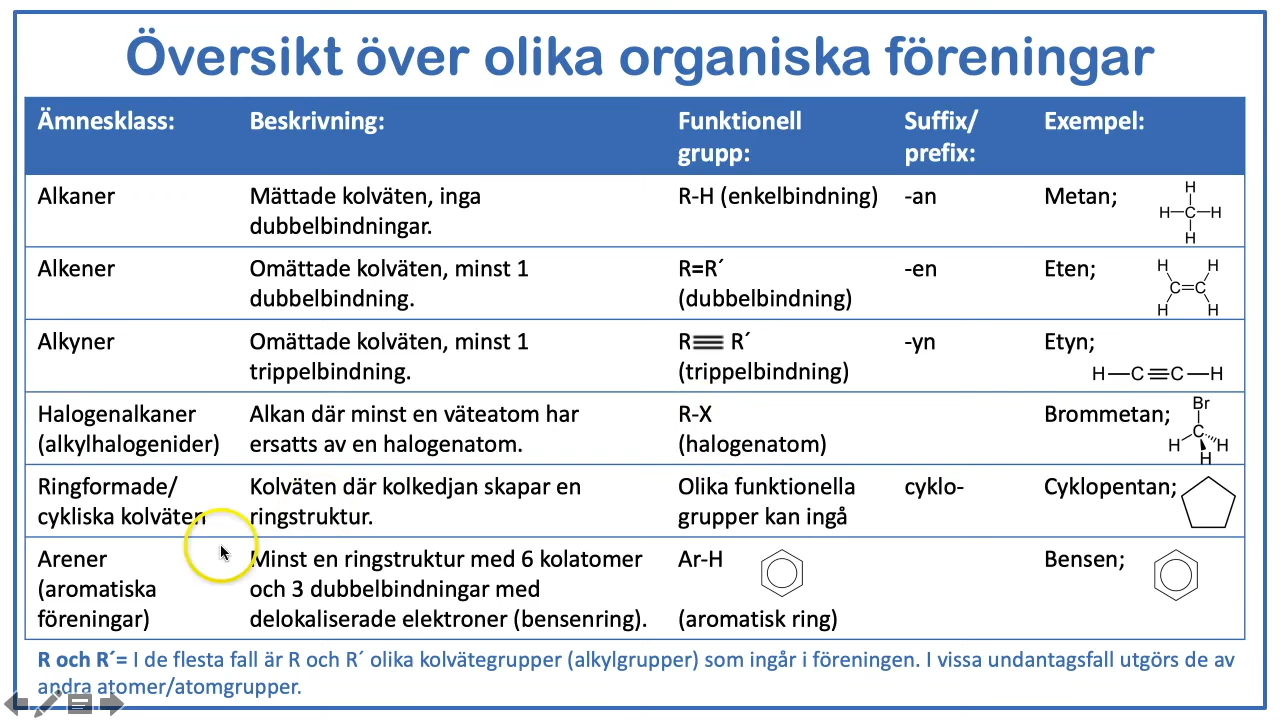 Översikt över olika organiska föreningar
Ämnesklass: Beskrivning: Funktionell grupp: Suffix/ prefix: Exempel:
Alkaner
Mättade kolväten, inga
dubbelbindningar.
R-H (enkelbindning)
-an
Metan;
H
H—C—H
H
Alkener
Omättade kolväten, minst 1
dubbelbindning.
R=R´
(dubbelbindning)
-en
Eten;
H H
C=C
H H
Alkyner
Omättade kolväten, minst 1
trippelbindning.
R≡R´
(trippelbindning)
-yn
Etyn;
H—C≡C—H
Halogenalkaner
(alkylhalogenider)
Alkan där minst en väteatom har
ersatts av en halogenatom.
R-X
(halogenatom)
Brommetan;
Br
C
H H
H
Ringformade/
cykliska kolväten
Kolväten där kolkedjan skapar en
ringstruktur.
Olika funktionella
grupper kan ingå
cyklo-
Cyklopentan;
Arener
(aromatiska
föreningar)
Minst en ringstruktur med 6 kolatomer
och 3 dubbelbindningar med
delokaliserade elektroner (bensenring).
Ar-H
(aromatisk ring)
Bensen;
R och R´= I de flesta fall är R och R´ olika kolvätegrupper (alkylgrupper) som ingår i föreningen. I vissa undantagsfall utgörs de av
andra atomer/atomgrupper.